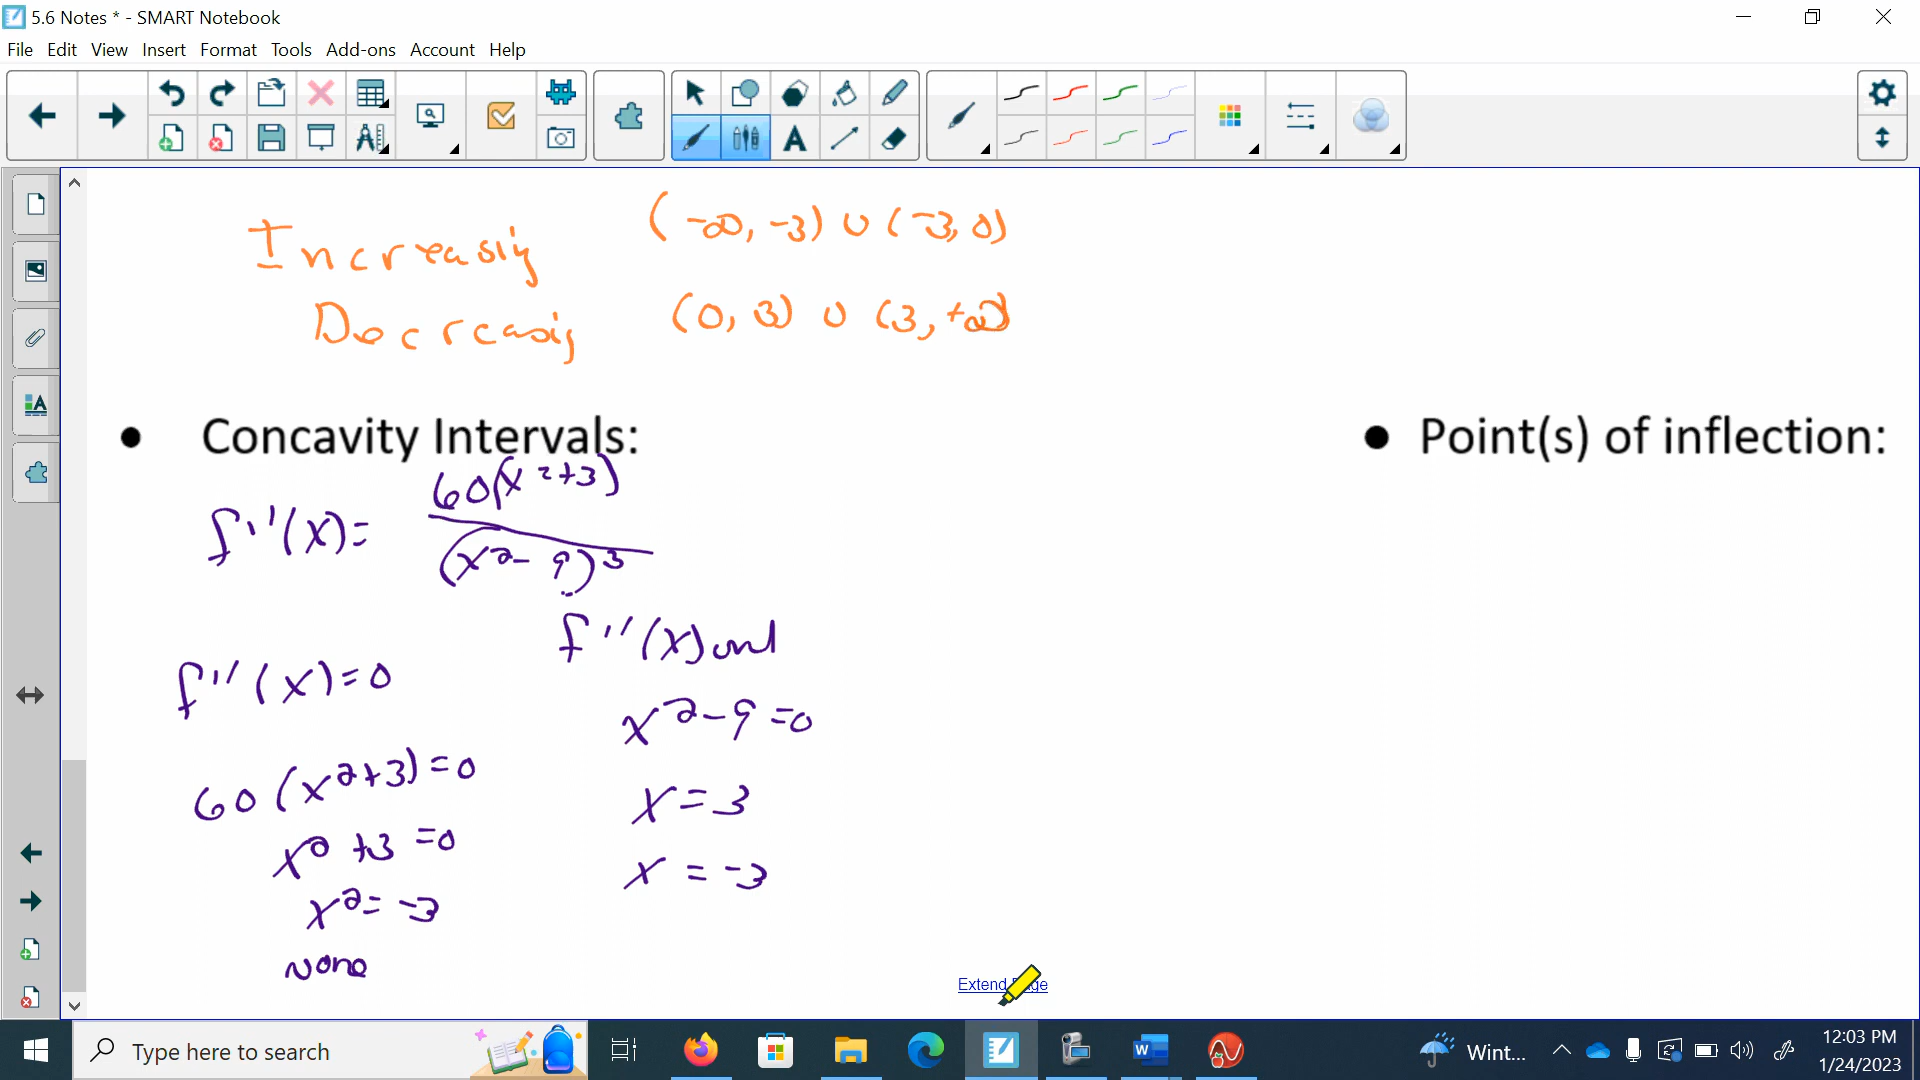 5.6 Notes * - SMART Notebook
File Edit View Insert Format Tools Add-ons Account Help
Increasig (-∞, -3) ∪ (-3, 0)
Decreasig (0, 3) ∪ (3, +∞)
• Concavity Intervals:
• Point(s) of inflection:
f''(x) = 60(x²+3) / (x²-9)³
f''(x) und
f''(x) = 0
x²-9=0
60(x²+3)=0
x=3
x²+3=0
x=-3
x²=-3
None
Extend Page
Type here to search
Wint...
12:03 PM
1/24/2023